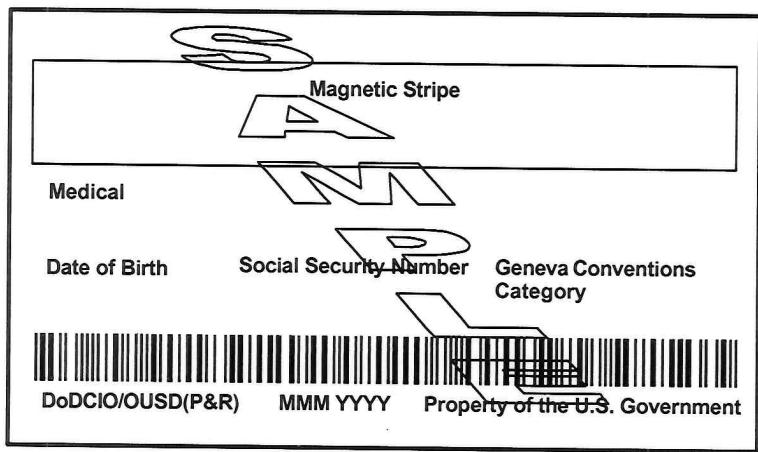 SAMPLE
Magnetic Stripe
Medical
Date of Birth Social Security Number Geneva Conventions
Category
DoDCIO/OUSD(P&R) MMM YYYY Property of the U.S. Government